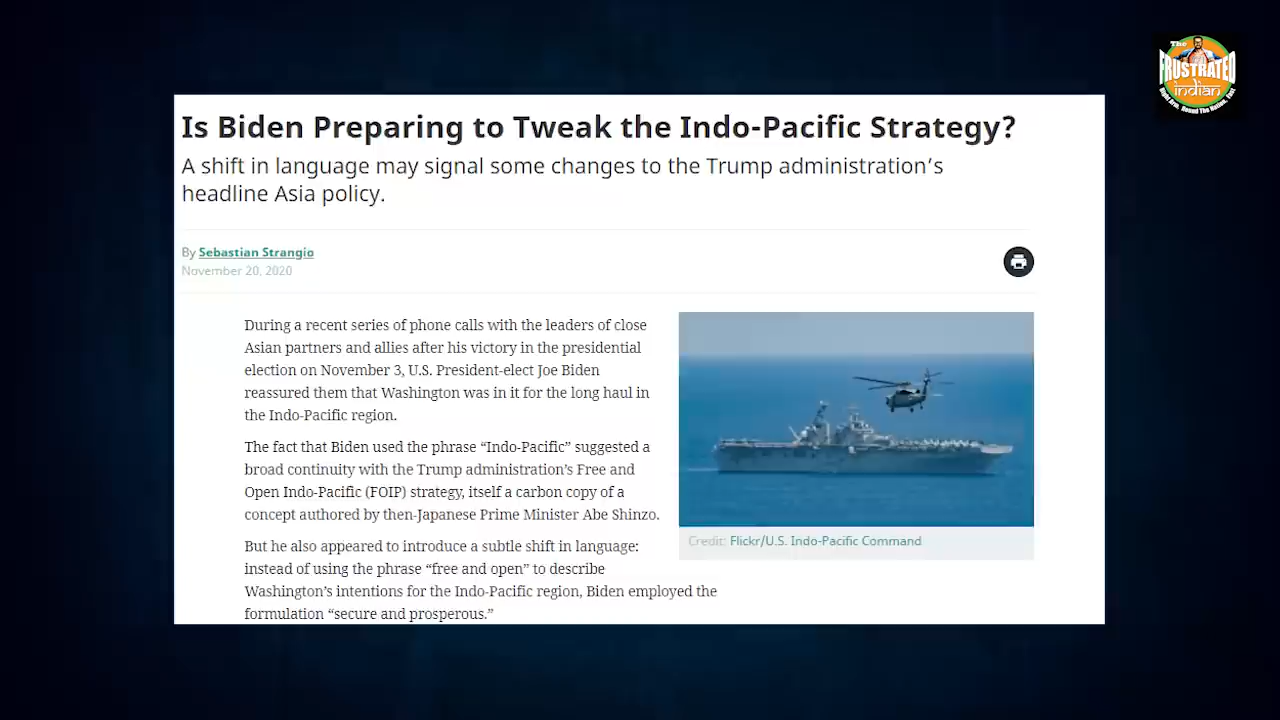 The
FRUSTRATED
indian
Is Biden Preparing to Tweak the Indo-Pacific Strategy?
A shift in language may signal some changes to the Trump administration’s
headline Asia policy.
By Sebastian Strangio
November 20, 2020
During a recent series of phone calls with the leaders of close
Asian partners and allies after his victory in the presidential
election on November 3, U.S. President-elect Joe Biden
reassured them that Washington was in it for the long haul in
the Indo-Pacific region.
The fact that Biden used the phrase “Indo-Pacific” suggested a
broad continuity with the Trump administration’s Free and
Open Indo-Pacific (FOIP) strategy, itself a carbon copy of a
concept authored by then-Japanese Prime Minister Abe Shinzo.
But he also appeared to introduce a subtle shift in language:
instead of using the phrase “free and open” to describe
Washington’s intentions for the Indo-Pacific region, Biden employed the
formulation “secure and prosperous.”
Credit: Flickr/U.S. Indo-Pacific Command